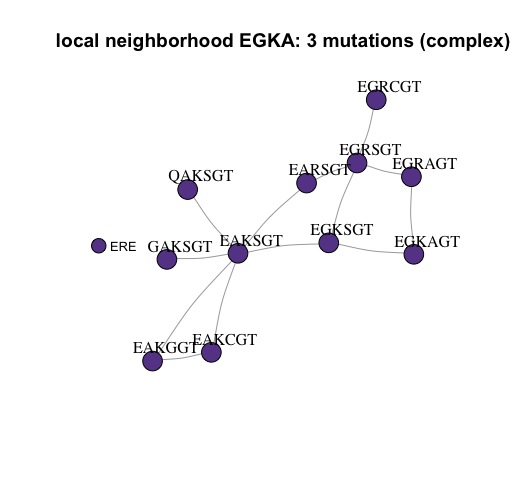 local neighborhood EGKA: 3 mutations (complex)
EGRCGT
EGRSGT
EARSGT
EGRAGT
QAKSGT
EGKSGT
EAKSGT
GAKSGT
EGKAGT
ERE
EAKCGT
EAKGGT